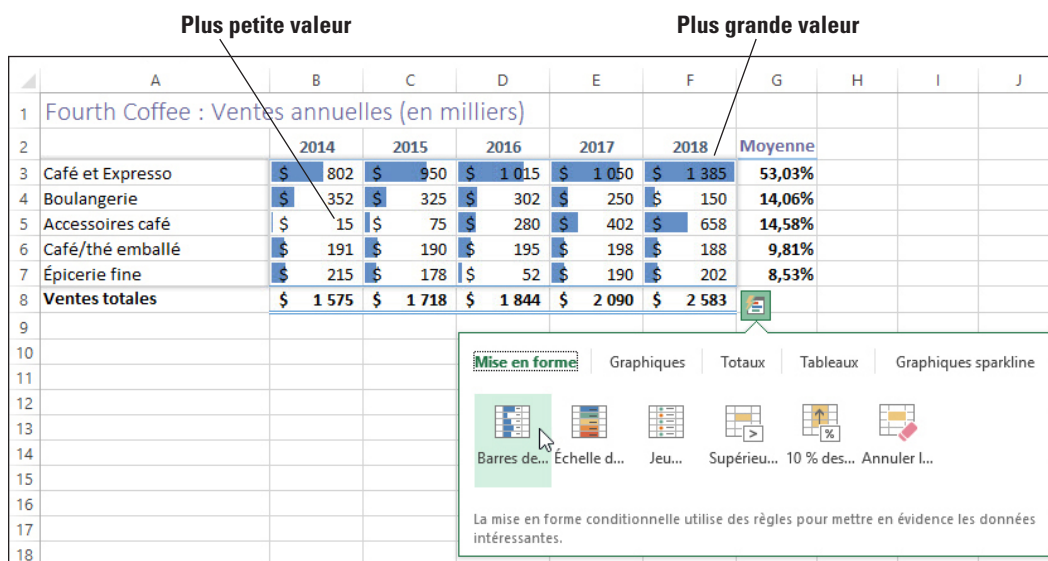 Plus petite valeur Plus grande valeur
A B C D E F G H I J
1 Fourth Coffee : Ventes annuelles (en milliers)
2 2014 2015 2016 2017 2018 Moyenne
3 Café et Expresso $ 802 $ 950 $ 1 015 $ 1 050 $ 1 385 53,03%
4 Boulangerie $ 352 $ 325 $ 302 $ 250 $ 150 14,06%
5 Accessoires café $ 15 $ 75 $ 280 $ 402 $ 658 14,58%
6 Café/thé emballé $ 191 $ 190 $ 195 $ 198 $ 188 9,81%
7 Épicerie fine $ 215 $ 178 $ 52 $ 190 $ 202 8,53%
8 Ventes totales $ 1 575 $ 1 718 $ 1 844 $ 2 090 $ 2 583
9
10
11
12
13
14
15
16
17
18
Mise en forme Graphiques Totaux Tableaux Graphiques sparkline
Barres de... Échelle d... Jeu... Supérieu... 10 % des... Annuler l...
La mise en forme conditionnelle utilise des règles pour mettre en évidence les données
intéressantes.